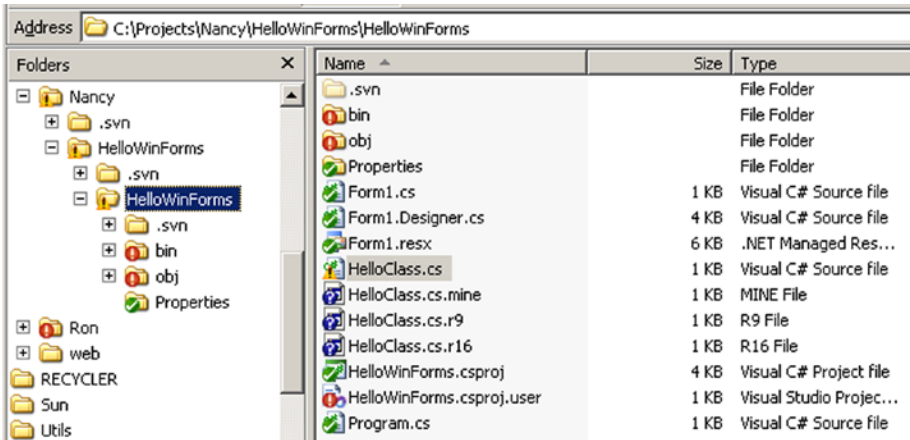 Address C:\Projects\Nancy\HelloWinForms\HelloWinForms
Folders
Nancy
.svn
HelloWinForms
.svn
HelloWinForms
.svn
bin
obj
Properties
Ron
web
RECYCLER
Sun
Utils
Name Size Type
.svn File Folder
bin File Folder
obj File Folder
Properties File Folder
Form1.cs 1 KB Visual C# Source file
Form1.Designer.cs 4 KB Visual C# Source file
Form1.resx 6 KB .NET Managed Res...
HelloClass.cs 1 KB Visual C# Source file
HelloClass.cs.mine 1 KB MINE File
HelloClass.cs.r9 1 KB R9 File
HelloClass.cs.r16 1 KB R16 File
HelloWinForms.csproj 4 KB Visual C# Project file
HelloWinForms.csproj.user 1 KB Visual Studio Projec...
Program.cs 1 KB Visual C# Source file